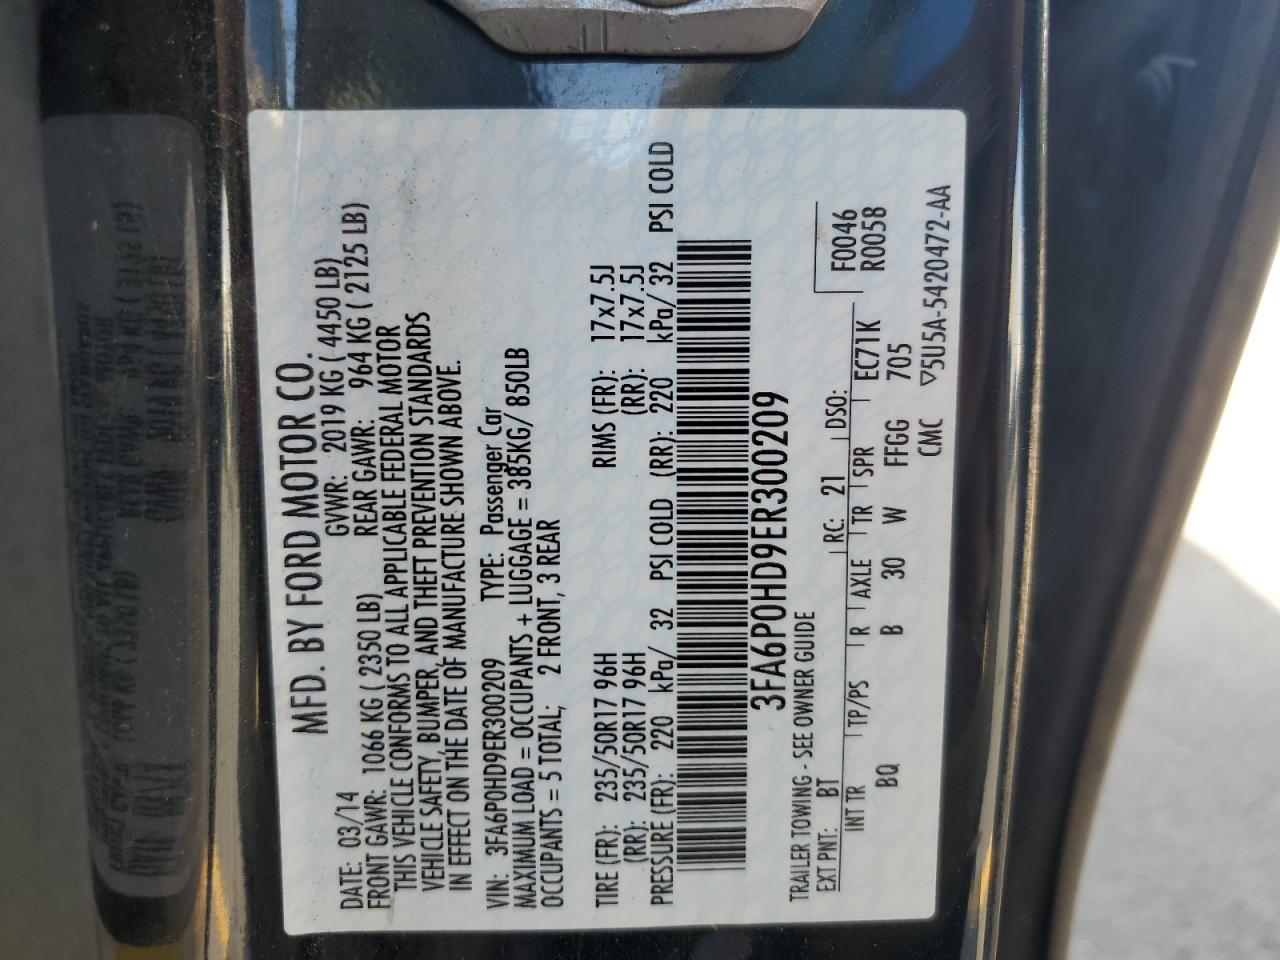 MFD. BY FORD MOTOR CO.
DATE: 03/14 GVWR: 2019 KG ( 4450 LB)
FRONT GAWR: 1066 KG ( 2350 LB) REAR GAWR: 964 KG ( 2125 LB)
THIS VEHICLE CONFORMS TO ALL APPLICABLE FEDERAL MOTOR
VEHICLE SAFETY, BUMPER, AND THEFT PREVENTION STANDARDS
IN EFFECT ON THE DATE OF MANUFACTURE SHOWN ABOVE.
VIN: 3FA6P0HD9ER300209 TYPE: Passenger Car
MAXIMUM LOAD = OCCUPANTS + LUGGAGE = 385KG/ 850LB
OCCUPANTS = 5 TOTAL; 2 FRONT, 3 REAR
TIRE (FR): 235/50R17 96H RIMS (FR): 17x7.5J
(RR): 235/50R17 96H (RR): 17x7.5J
PRESSURE (FR): 220 kPa/ 32 PSI COLD (RR): 220 kPa/ 32 PSI COLD
3FA6P0HD9ER300209
TRAILER TOWING - SEE OWNER GUIDE
EXT PNT: BT RC: 21 DSO: F0046
INT TR TP/PS R AXLE TR SPR EC71K R0058
BQ B 30 W FFGG 705
CMC ▽5U5A-5420472-AA